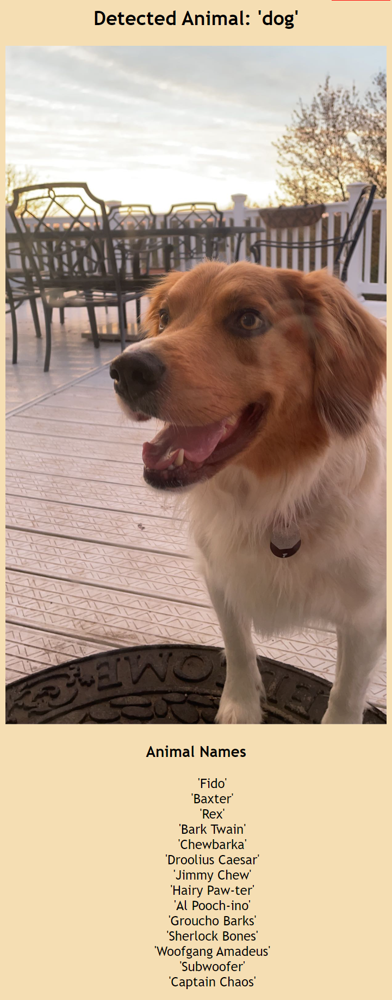 Detected Animal: 'dog'
WELCOME
Animal Names
'Fido'
'Baxter'
'Rex'
'Bark Twain'
'Chewbarka'
'Droolius Caesar'
'Jimmy Chew'
'Hairy Paw-ter'
'Al Pooch-ino'
'Groucho Barks'
'Sherlock Bones'
'Woofgang Amadeus'
'Subwoofer'
'Captain Chaos'